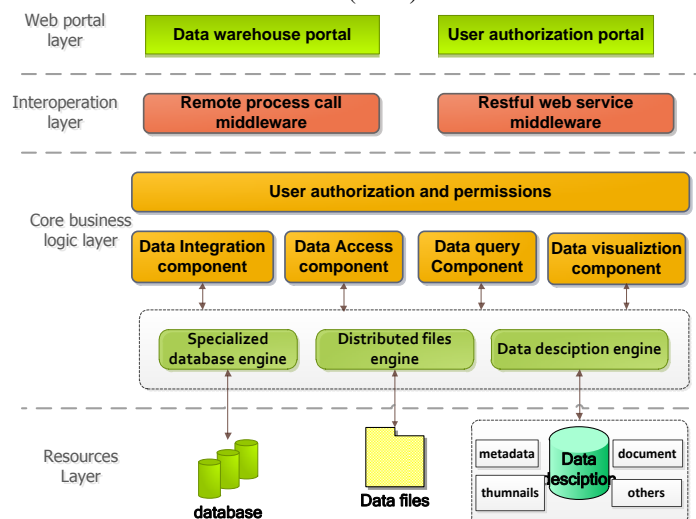 Web portal
layer
Data warehouse portal
User authorization portal
Interoperation
layer
Remote process call
middleware
Restful web service
middleware
User authorization and permissions
Core business
logic layer
Data Integration
component
Data Access
component
Data query
Component
Data visualiztion
component
Specialized
database engine
Distributed files
engine
Data desciption engine
Resources
Layer
database
Data files
metadata
thumnails
Data
desciption
document
others